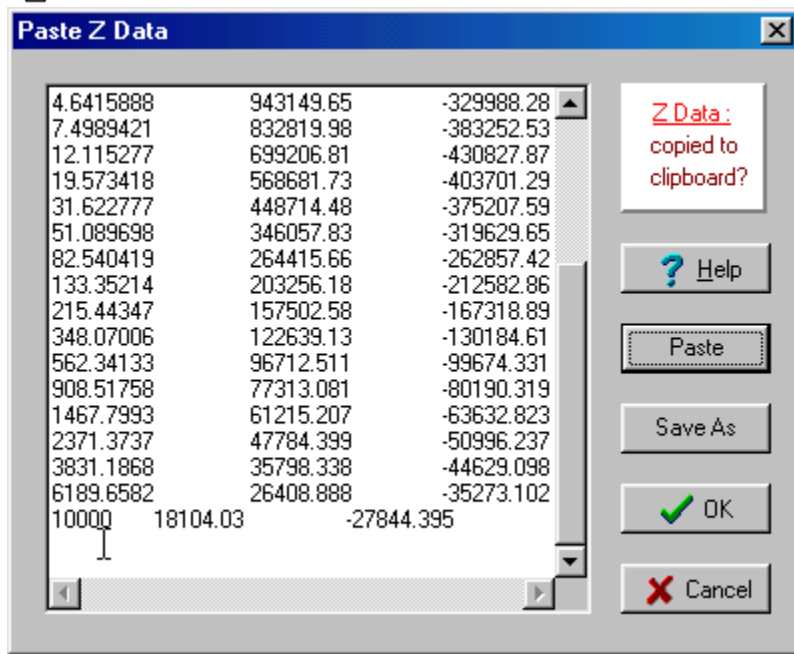 Paste Z Data
4.6415888 943149.65 -329988.28
7.4989421 832819.98 -383252.53
12.115277 699206.81 -430827.87
19.573418 568681.73 -403701.29
31.622777 448714.48 -375207.59
51.089698 346057.83 -319629.65
82.540419 264415.66 -262857.42
133.35214 203256.18 -212582.86
215.44347 157502.58 -167318.89
348.07006 122639.13 -130184.61
562.34133 96712.511 -99674.331
908.51758 77313.081 -80190.319
1467.7993 61215.207 -63632.823
2371.3737 47784.399 -50996.237
3831.1868 35798.338 -44629.098
6189.6582 26408.888 -35273.102
10000 18104.03 -27844.395
Z Data :
copied to
clipboard?
Help
Paste
Save As
OK
Cancel